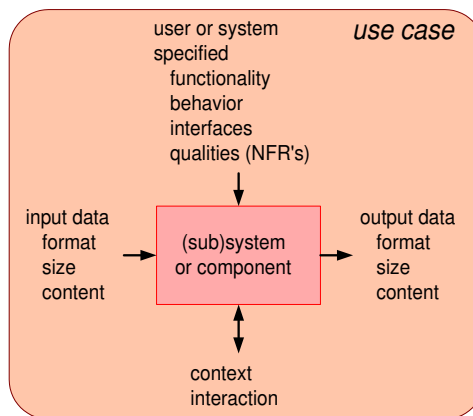 use case
user or system
specified
functionality
behavior
interfaces
qualities (NFR's)
input data
format
size
content
(sub)system
or component
output data
format
size
content
context
interaction